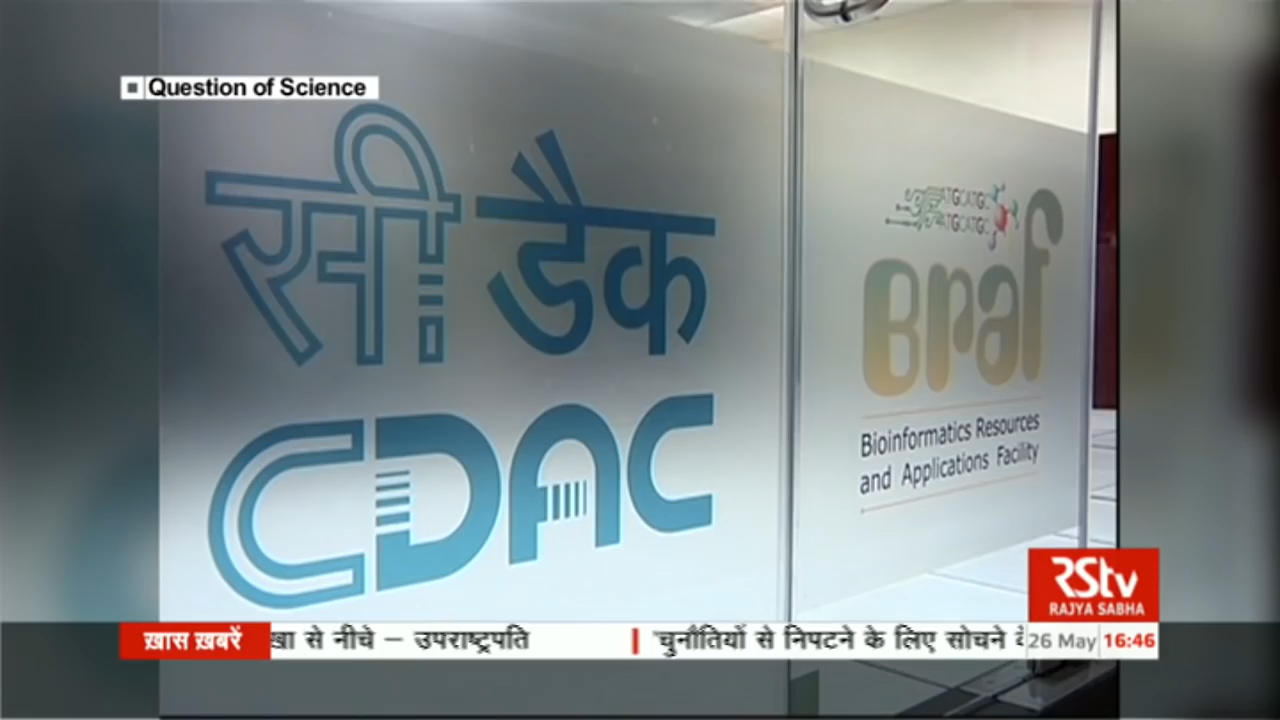 Question of Science
सी डैक
CDAC
ATGCATGC
ATGCATGC
Braf
Bioinformatics Resources
and Applications Facility
RStv
RAJYA SABHA
ख़ास ख़बरें
से नीचे – उपराष्ट्रपति
'चुनौतियों से निपटने के लिए सोचने
26 May 16:46